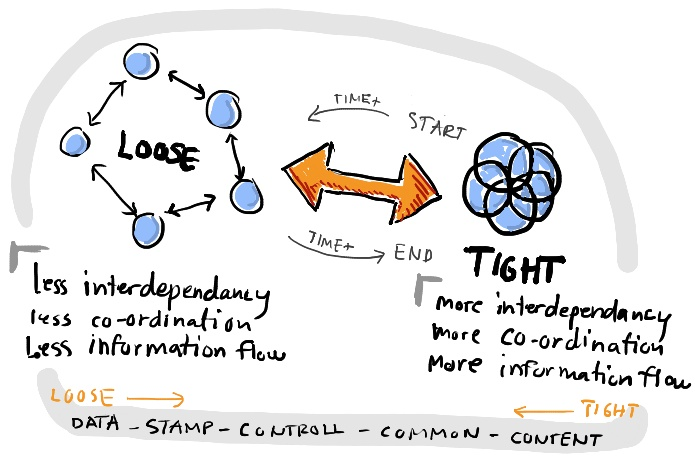 TIME+
START
LOOSE
TIME+
END
TIGHT
less interdependancy
less co-ordination
Less information flow
more interdependancy
more co-ordination
More information flow
LOOSE
TIGHT
DATA - STAMP - CONTROLL - COMMON - CONTENT